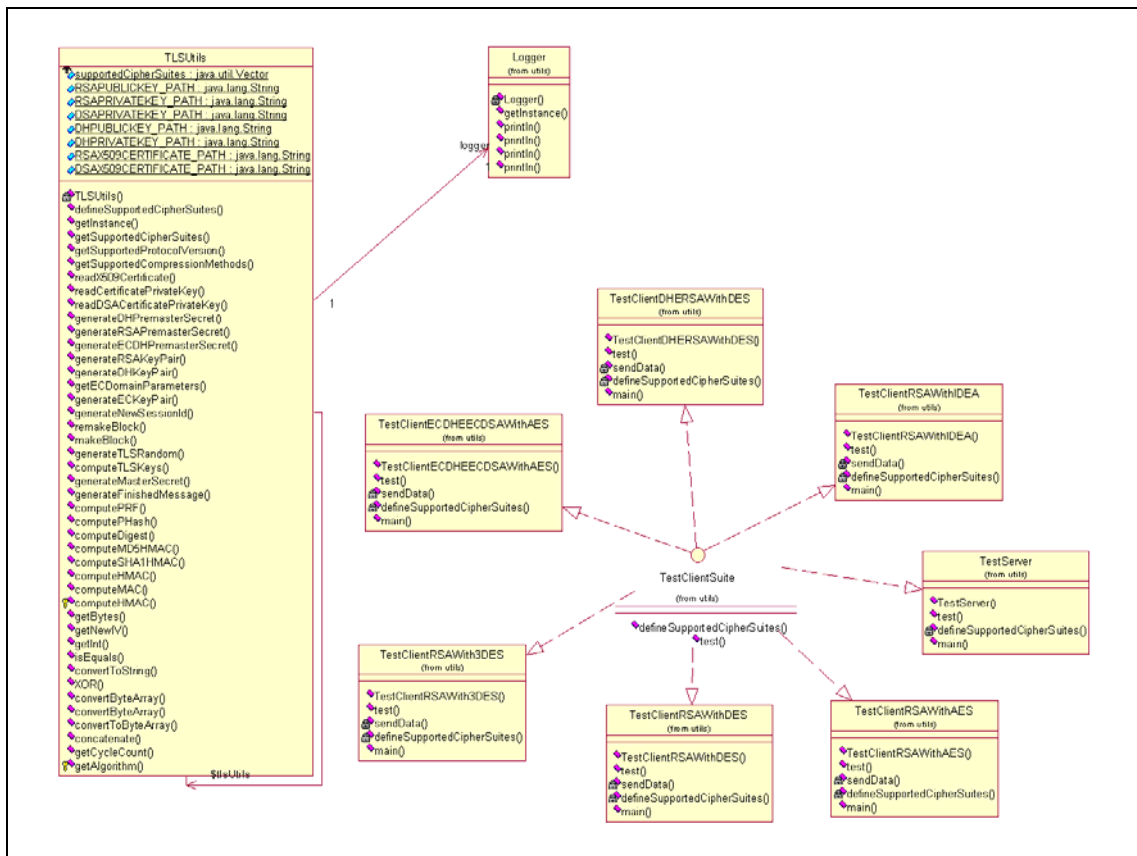 TLSUtils
supportedCipherSuites : java.util.Vector
RSAPUBLICKEY_PATH : java.lang.String
RSAPRIVATEKEY_PATH : java.lang.String
DSAPRIVATEKEY_PATH : java.lang.String
DHPUBLICKEY_PATH : java.lang.String
DHPRIVATEKEY_PATH : java.lang.String
RSAX509CERTIFICATE_PATH : java.lang.String
DSAX509CERTIFICATE_PATH : java.lang.String
TLSUtils()
defineSupportedCipherSuites()
getInstance()
getSupportedCipherSuites()
getSupportedProtocolVersion()
getSupportedCompressionMethods()
readX509Certificate()
readCertificatePrivateKey()
readDSACertificatePrivateKey()
generateDHPremasterSecret()
generateRSAPremasterSecret()
generateECDHPremasterSecret()
generateRSAKeyPair()
generateDHKeyPair()
getECDomainParameters()
generateECKeyPair()
generateNewSessionId()
remakeBlock()
makeBlock()
generateTLSRandom()
computeTLSKeys()
generateMasterSecret()
generateFinishedMessage()
computePRF()
computePHash()
computeDigest()
computeMD5HMAC()
computeSHA1HMAC()
computeHMAC()
computeMAC()
computeHMAC()
getBytes()
getNewIV()
getInt()
isEquals()
convertToString()
XOR()
convertByteArray()
convertByteArray()
convertToByteArray()
concatenate()
getCycleCount()
getAlgorithm()
$tlsUtils
1
logger
1
Logger
(from utils)
Logger()
getInstance()
println()
println()
println()
println()
TestClientDHERSAWithDES
(from utils)
TestClientDHERSAWithDES()
test()
sendData()
defineSupportedCipherSuites()
main()
TestClientRSAWithIDEA
(from utils)
TestClientRSAWithIDEA()
test()
sendData()
defineSupportedCipherSuites()
main()
TestClientECDHEECDSAWithAES
(from utils)
TestClientECDHEECDSAWithAES()
test()
sendData()
defineSupportedCipherSuites()
main()
TestClientSuite
(from utils)
defineSupportedCipherSuites()
test()
TestServer
(from utils)
TestServer()
test()
defineSupportedCipherSuites()
main()
TestClientRSAWith3DES
(from utils)
TestClientRSAWith3DES()
test()
sendData()
defineSupportedCipherSuites()
main()
TestClientRSAWithDES
(from utils)
TestClientRSAWithDES()
test()
sendData()
defineSupportedCipherSuites()
main()
TestClientRSAWithAES
(from utils)
TestClientRSAWithAES()
test()
sendData()
defineSupportedCipherSuites()
main()